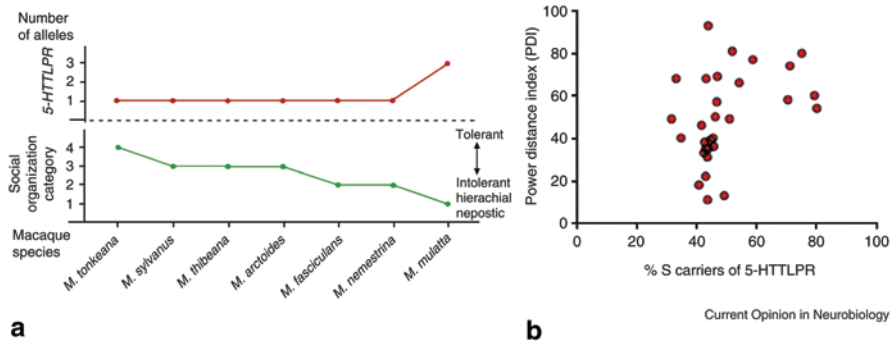 Number
of alleles
5-HTTLPR
3
2
1
Social
organization
category
4
3
2
1
Tolerant
Intolerant
hierachial
nepostic
Macaque
species
M. tonkeana
M. sylvanus
M. thibeana
M. arctoides
M. fasciculans
M. nemestrina
M. mulatta
a
Power distance index (PDI)
100
80
60
40
20
0
0 20 40 60 80 100
% S carriers of 5-HTTLPR
b
Current Opinion in Neurobiology